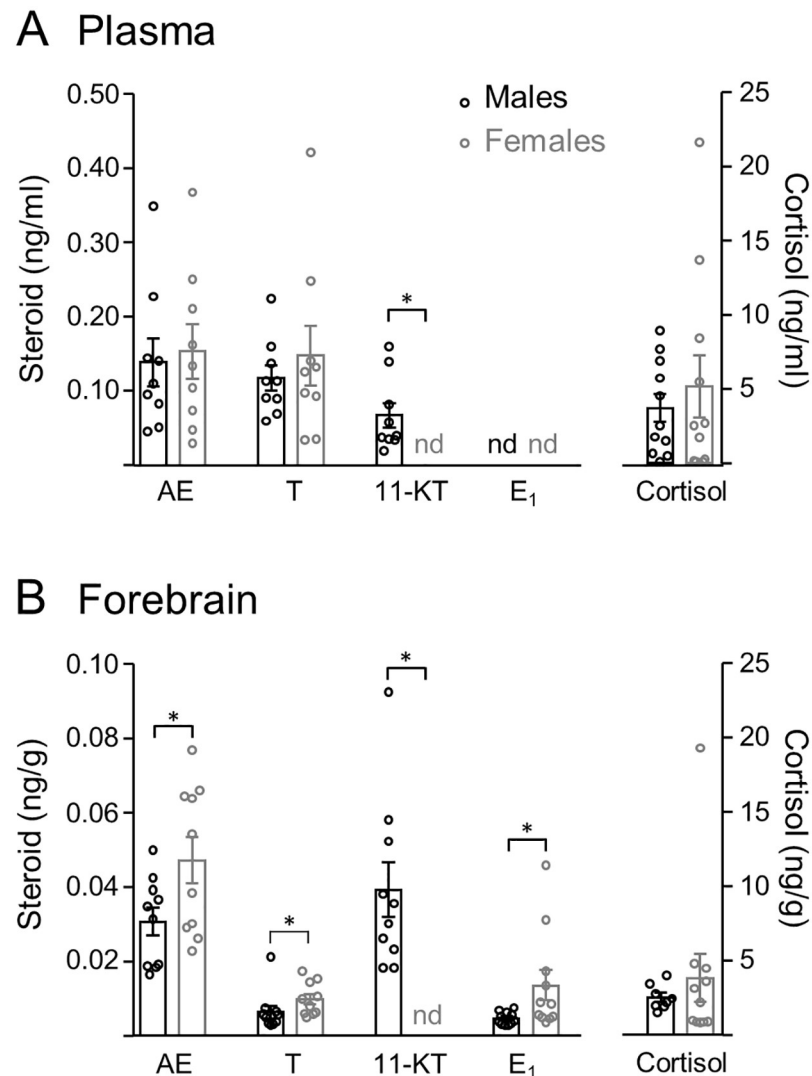 A Plasma
Steroid (ng/ml)
0.50
0.40
0.30
0.20
0.10
Males
Females
*
nd
nd nd
25
20
15
10
5
Cortisol (ng/ml)
AE T 11-KT E₁ Cortisol
B Forebrain
Steroid (ng/g)
0.10
0.08
0.06
0.04
0.02
*
*
*
*
nd
25
20
15
10
5
Cortisol (ng/g)
AE T 11-KT E₁ Cortisol